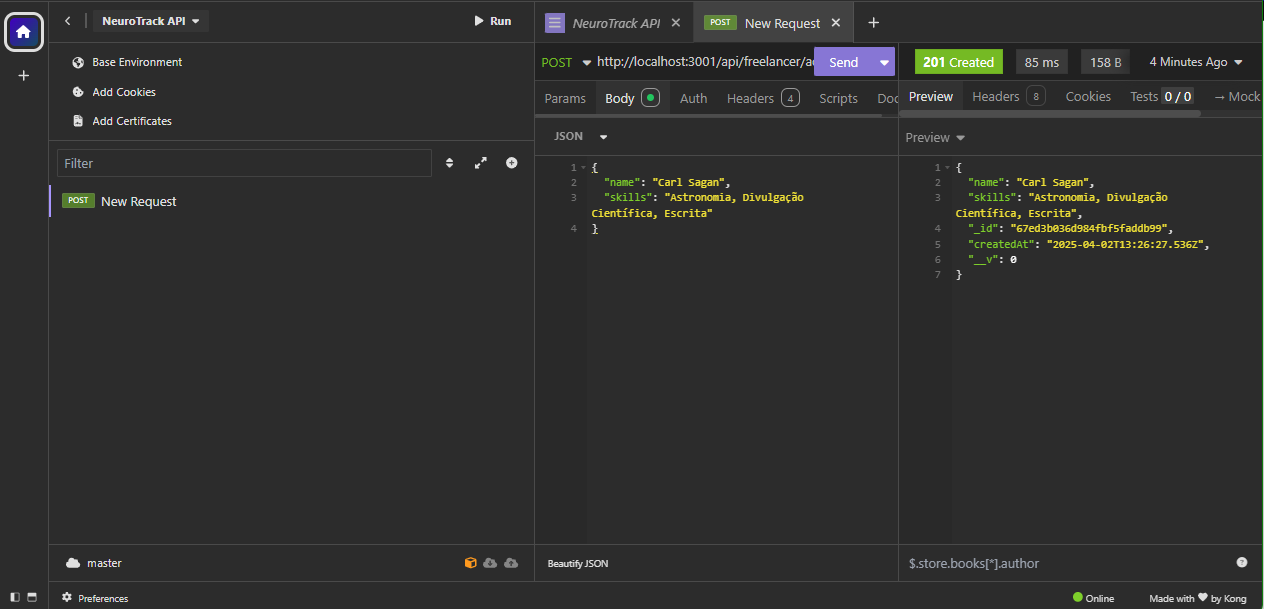 NeuroTrack API
Run
Base Environment
Add Cookies
Add Certificates
Filter
POST New Request
master
Preferences
NeuroTrack API
POST New Request
POST http://localhost:3001/api/freelancer/a
Send
Params Body Auth Headers 4 Scripts Doc
JSON
1 {
2 "name": "Carl Sagan",
3 "skills": "Astronomia, Divulgação
Científica, Escrita"
4 }
Beautify JSON
201 Created 85 ms 158 B 4 Minutes Ago
Preview Headers 8 Cookies Tests 0 / 0 → Mock
Preview
1 {
2 "name": "Carl Sagan",
3 "skills": "Astronomia, Divulgação
Científica, Escrita",
4 "_id": "67ed3b036d984fbf5faddb99",
5 "createdAt": "2025-04-02T13:26:27.536Z",
6 "__v": 0
7 }
$.store.books[*].author
Online
Made with ❤ by Kong